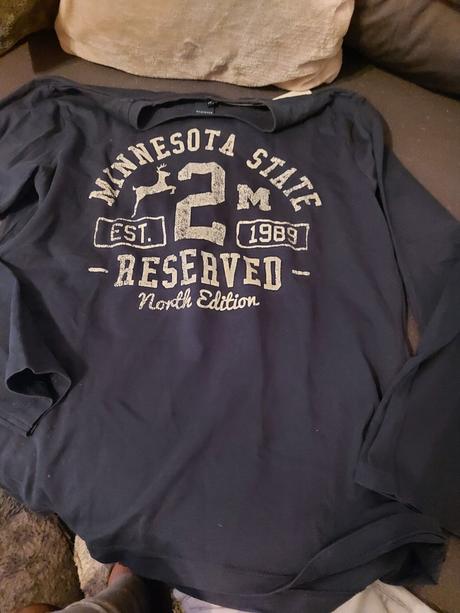 MINNESOTA STATE
2 M
EST. 1989
-RESERVED-
North Edition